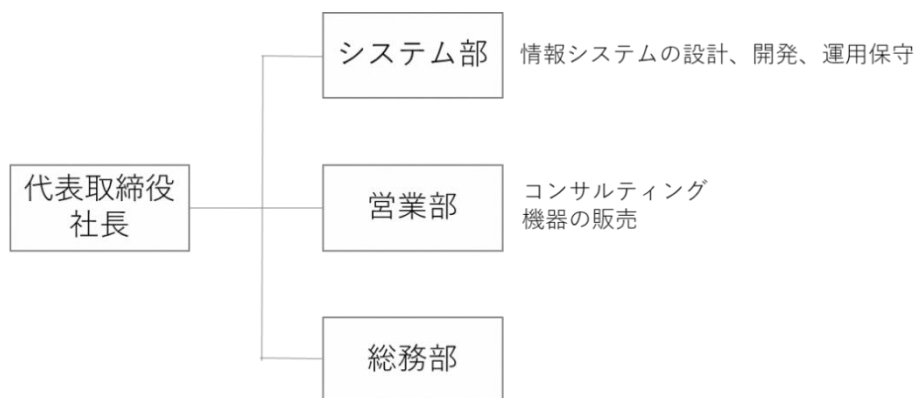 システム部
情報システムの設計、開発、運用保守
代表取締役
社長
営業部
コンサルティング
機器の販売
総務部